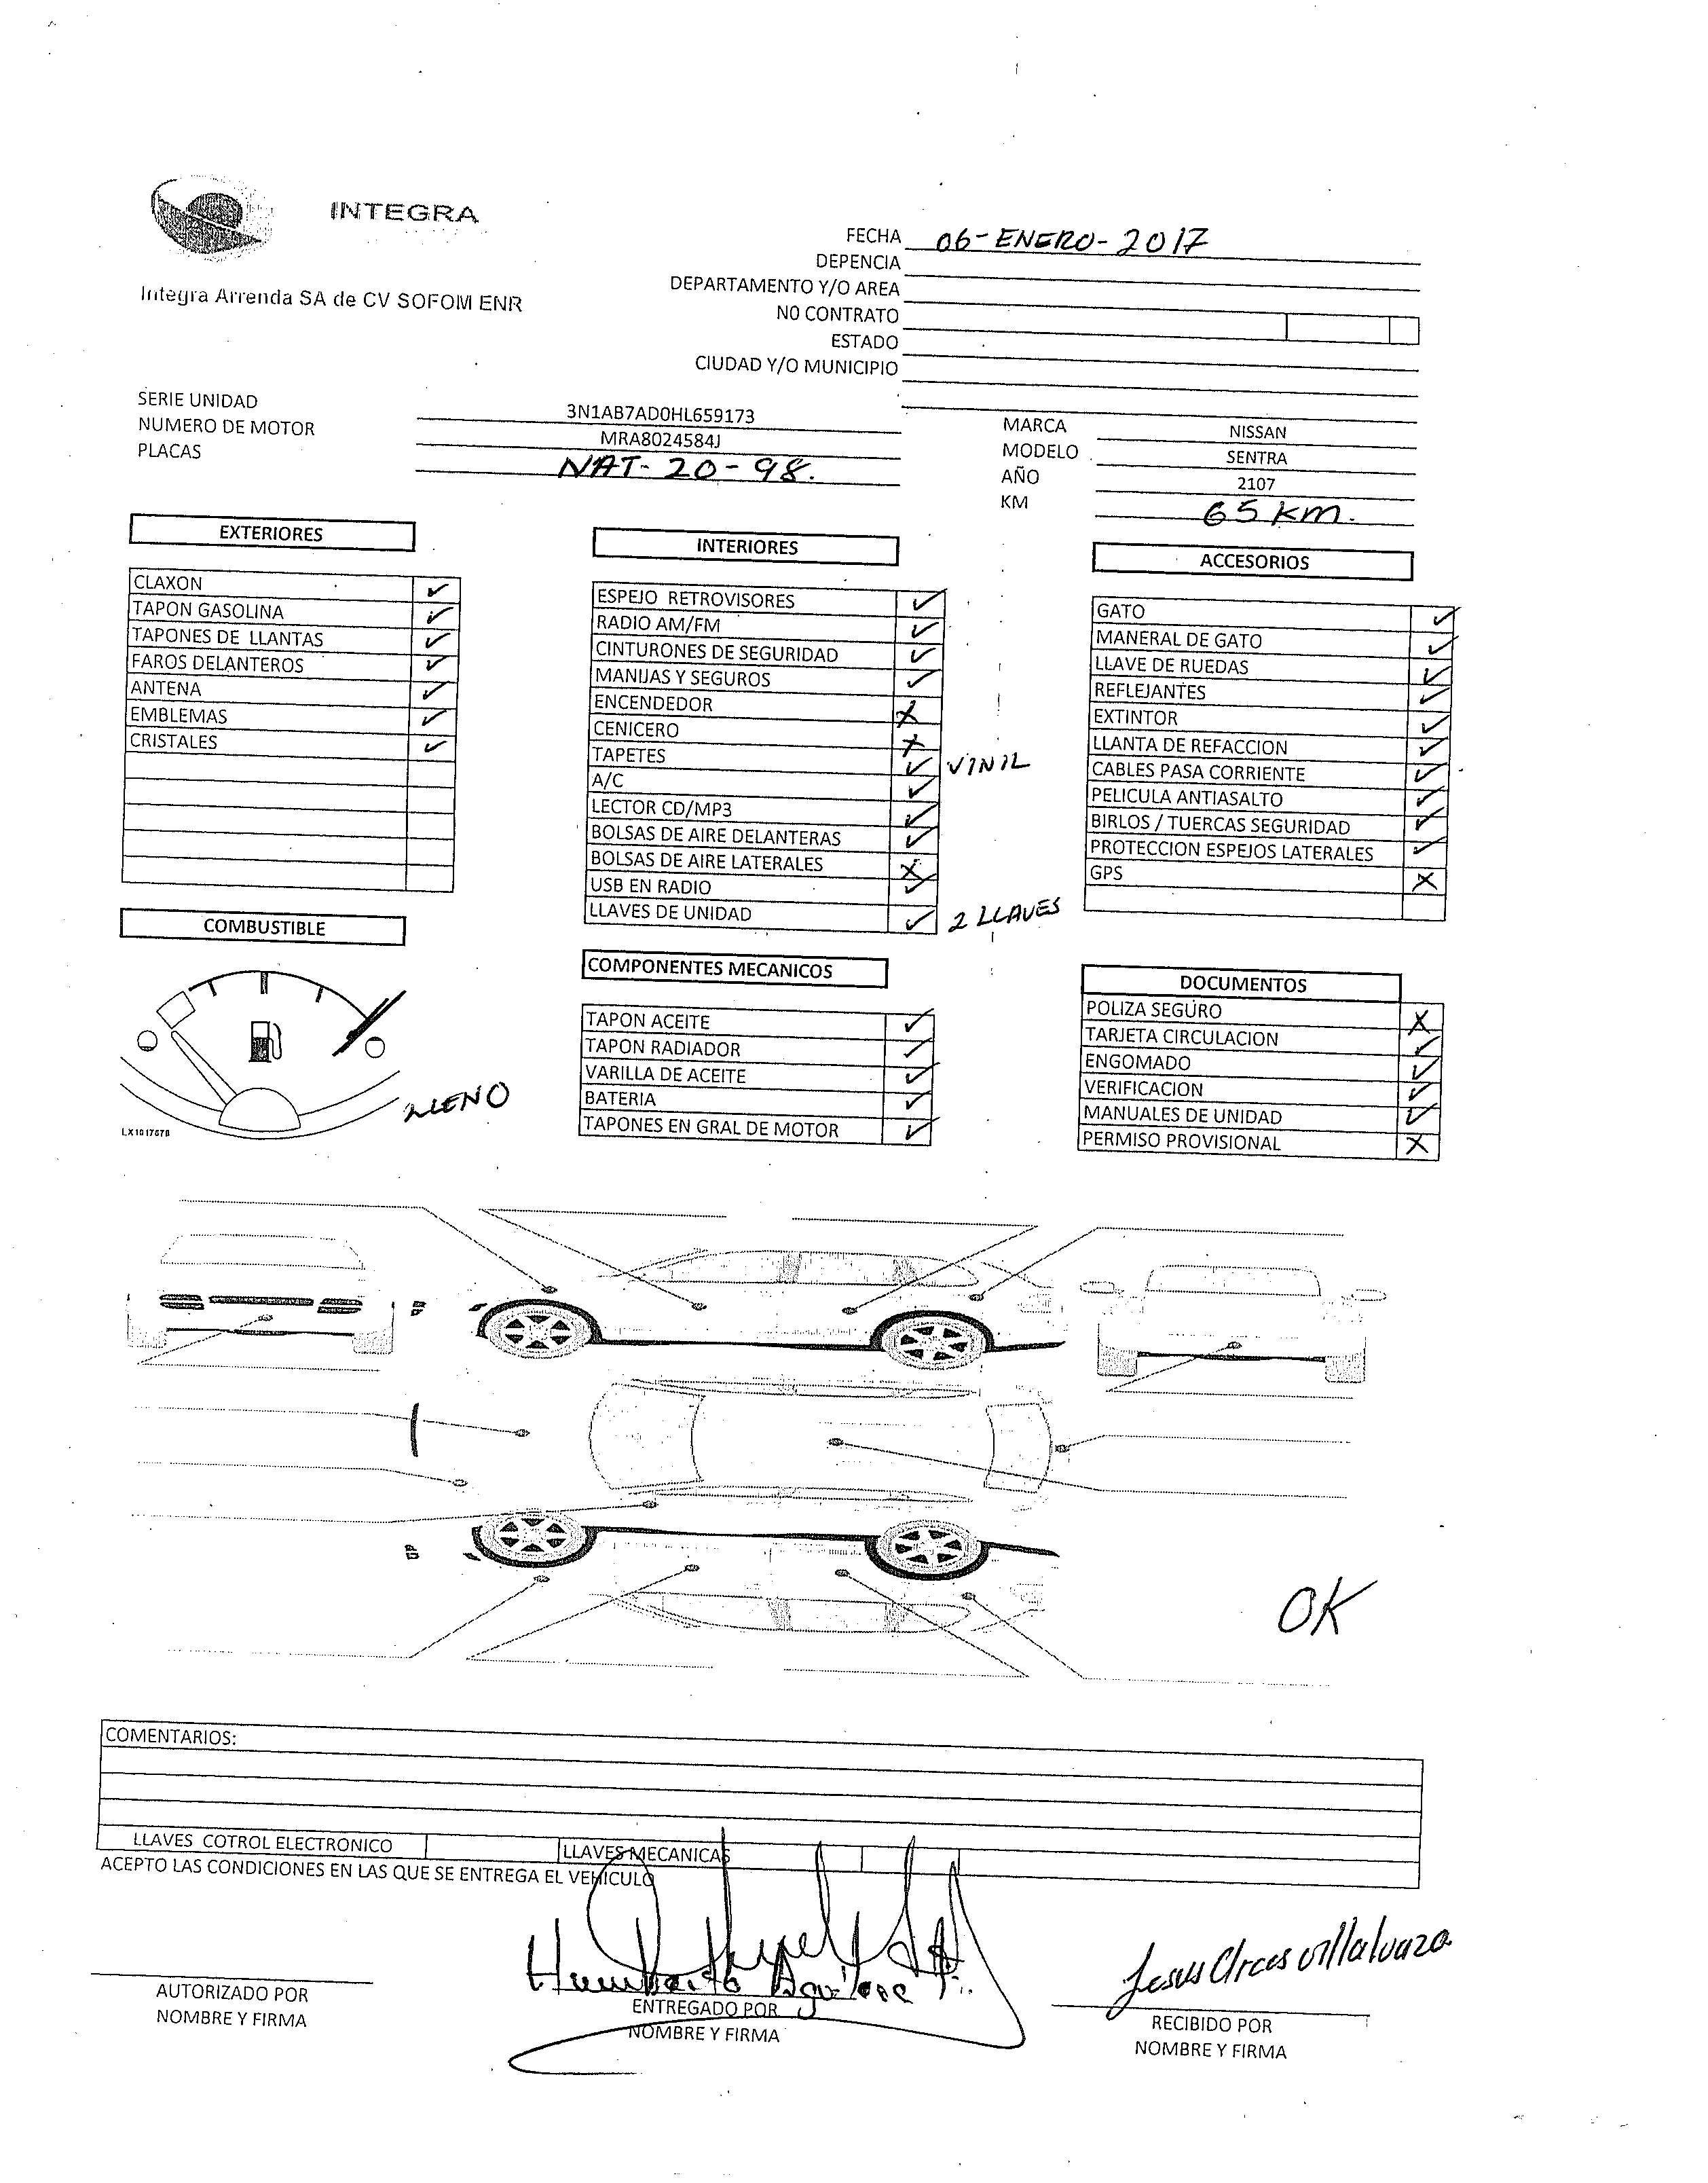 INTEGRA
Integra Arrenda SA de CV SOFOM ENR
FECHA 06-ENERO-2017
DEPENCIA
DEPARTAMENTO Y/O AREA
NO CONTRATO
ESTADO
CIUDAD Y/O MUNICIPIO
SERIE UNIDAD 3N1AB7AD0HL659173
NUMERO DE MOTOR MRA8024584J
PLACAS NAT-20-98.
MARCA NISSAN
MODELO SENTRA
AÑO 2107
KM 65 KM.
EXTERIORES
CLAXON ✓
TAPON GASOLINA ✓
TAPONES DE LLANTAS ✓
FAROS DELANTEROS ✓
ANTENA ✓
EMBLEMAS ✓
CRISTALES ✓
COMBUSTIBLE
LLENO
LX1017678
INTERIORES
ESPEJO RETROVISORES ✓
RADIO AM/FM ✓
CINTURONES DE SEGURIDAD ✓
MANIJAS Y SEGUROS ✓
ENCENDEDOR X
CENICERO X
TAPETES ✓ VINIL
A/C ✓
LECTOR CD/MP3 ✓
BOLSAS DE AIRE DELANTERAS ✓
BOLSAS DE AIRE LATERALES X
USB EN RADIO ✓
LLAVES DE UNIDAD ✓ 2 LLAVES
COMPONENTES MECANICOS
TAPON ACEITE ✓
TAPON RADIADOR ✓
VARILLA DE ACEITE ✓
BATERIA ✓
TAPONES EN GRAL DE MOTOR ✓
ACCESORIOS
GATO ✓
MANERAL DE GATO ✓
LLAVE DE RUEDAS ✓
REFLEJANTES ✓
EXTINTOR ✓
LLANTA DE REFACCION ✓
CABLES PASA CORRIENTE ✓
PELICULA ANTIASALTO ✓
BIRLOS / TUERCAS SEGURIDAD ✓
PROTECCION ESPEJOS LATERALES ✓
GPS X
DOCUMENTOS
POLIZA SEGURO X
TARJETA CIRCULACION ✓
ENGOMADO ✓
VERIFICACION ✓
MANUALES DE UNIDAD ✓
PERMISO PROVISIONAL X
OK
COMENTARIOS:
LLAVES COTROL ELECTRONICO LLAVES MECANICAS
ACEPTO LAS CONDICIONES EN LAS QUE SE ENTREGA EL VEHICULO
AUTORIZADO POR
NOMBRE Y FIRMA
Humberto
ENTREGADO POR
NOMBRE Y FIRMA
Jesus Arces Villalvazo
RECIBIDO POR
NOMBRE Y FIRMA